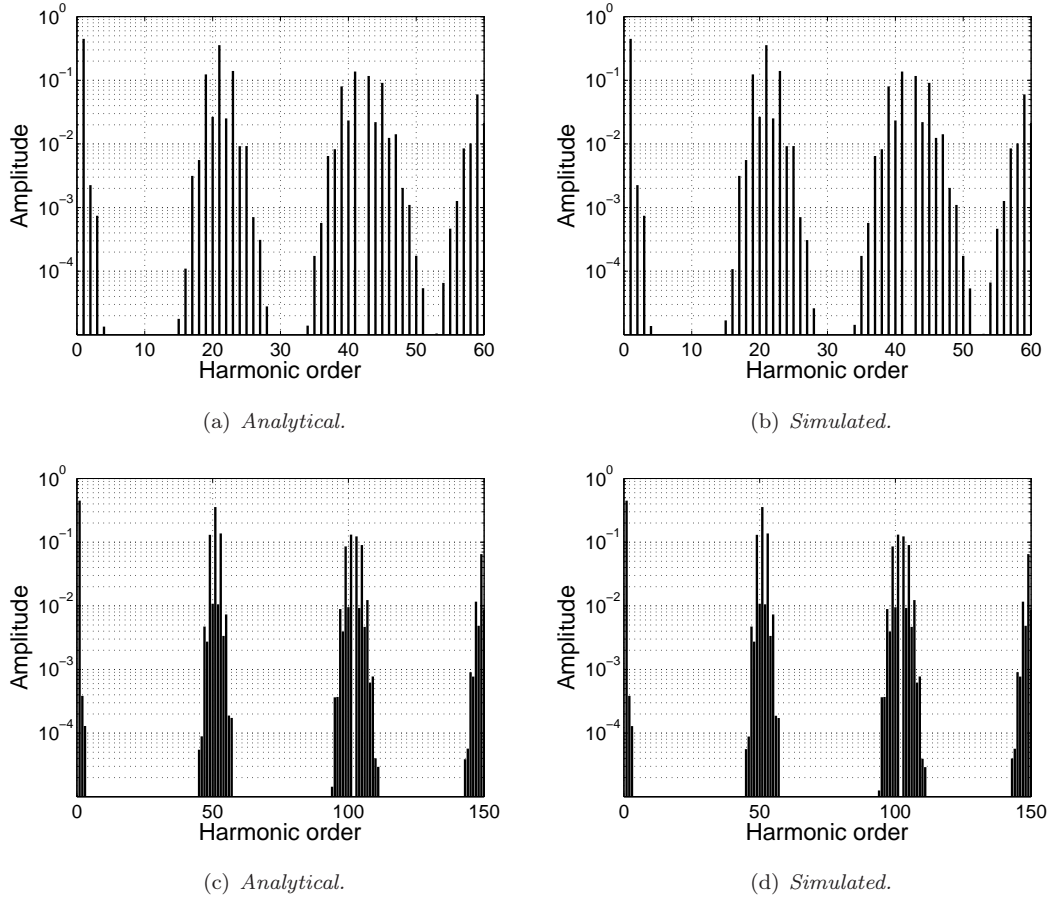 10^0
10^−1
10^−2
10^−3
10^−4
Amplitude
0 10 20 30 40 50 60
Harmonic order
(a) Analytical.
10^0
10^−1
10^−2
10^−3
10^−4
Amplitude
0 10 20 30 40 50 60
Harmonic order
(b) Simulated.
10^0
10^−1
10^−2
10^−3
10^−4
Amplitude
0 50 100 150
Harmonic order
(c) Analytical.
10^0
10^−1
10^−2
10^−3
10^−4
Amplitude
0 50 100 150
Harmonic order
(d) Simulated.